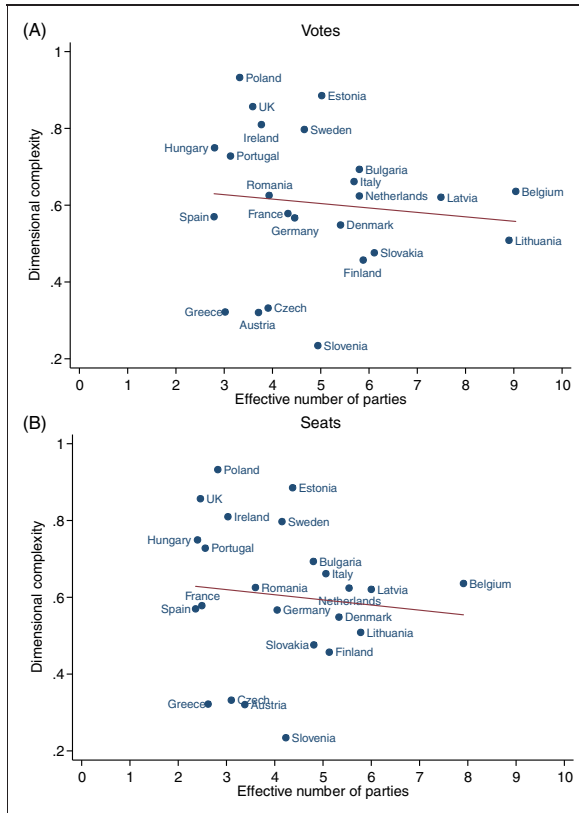 (A) Votes
Dimensional complexity
1
.8
.6
.4
.2
Poland
Estonia
UK
Ireland
Sweden
Hungary
Portugal
Bulgaria
Italy
Romania
Netherlands
Latvia
Belgium
Spain
France
Germany
Denmark
Lithuania
Slovakia
Finland
Greece
Czech
Austria
Slovenia
0 1 2 3 4 5 6 7 8 9 10
Effective number of parties
(B) Seats
Dimensional complexity
1
.8
.6
.4
.2
Poland
Estonia
UK
Ireland
Sweden
Hungary
Portugal
Bulgaria
Italy
Romania
Netherlands
Latvia
Belgium
France
Spain
Germany
Denmark
Lithuania
Slovakia
Finland
Greece
Czech
Austria
Slovenia
0 1 2 3 4 5 6 7 8 9 10
Effective number of parties